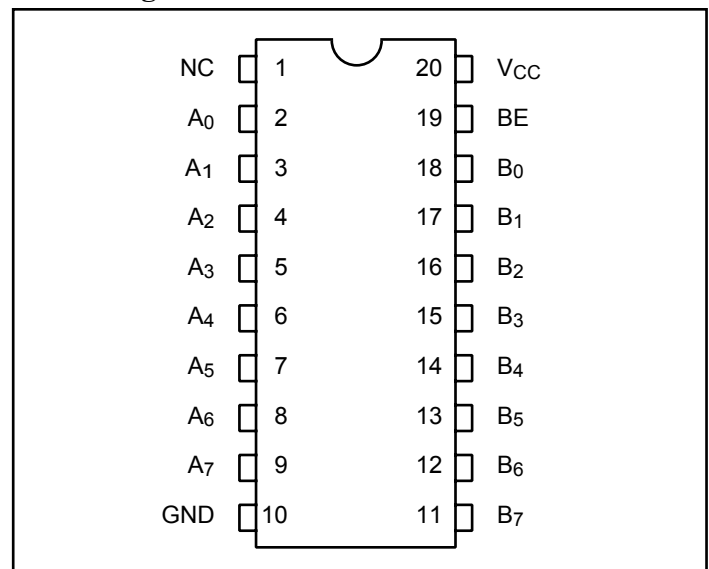 NC 1 20 VCC
A0 2 19 BE
A1 3 18 B0
A2 4 17 B1
A3 5 16 B2
A4 6 15 B3
A5 7 14 B4
A6 8 13 B5
A7 9 12 B6
GND 10 11 B7